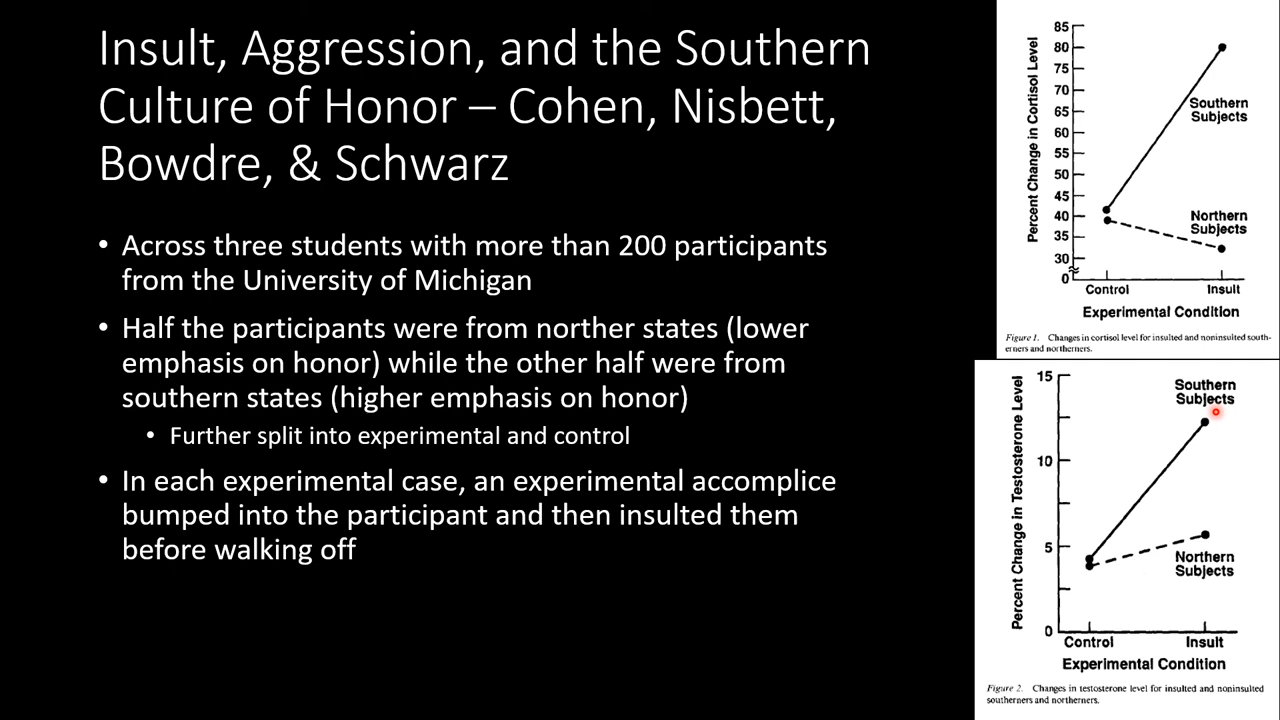 Insult, Aggression, and the Southern
Culture of Honor – Cohen, Nisbett,
Bowdre, & Schwarz
• Across three students with more than 200 participants
from the University of Michigan
• Half the participants were from norther states (lower
emphasis on honor) while the other half were from
southern states (higher emphasis on honor)
• Further split into experimental and control
• In each experimental case, an experimental accomplice
bumped into the participant and then insulted them
before walking off
Percent Change in Cortisol Level
85
80
75
70
65
60
55
50
45
40
35
30
0
Southern
Subjects
Northern
Subjects
Control
Insult
Experimental Condition
Figure 1. Changes in cortisol level for insulted and noninsulted south-
erners and northerners.
Percent Change in Testosterone Level
15
10
5
0
Southern
Subjects
Northern
Subjects
Control
Insult
Experimental Condition
Figure 2. Changes in testosterone level for insulted and noninsulted
southerners and northerners.